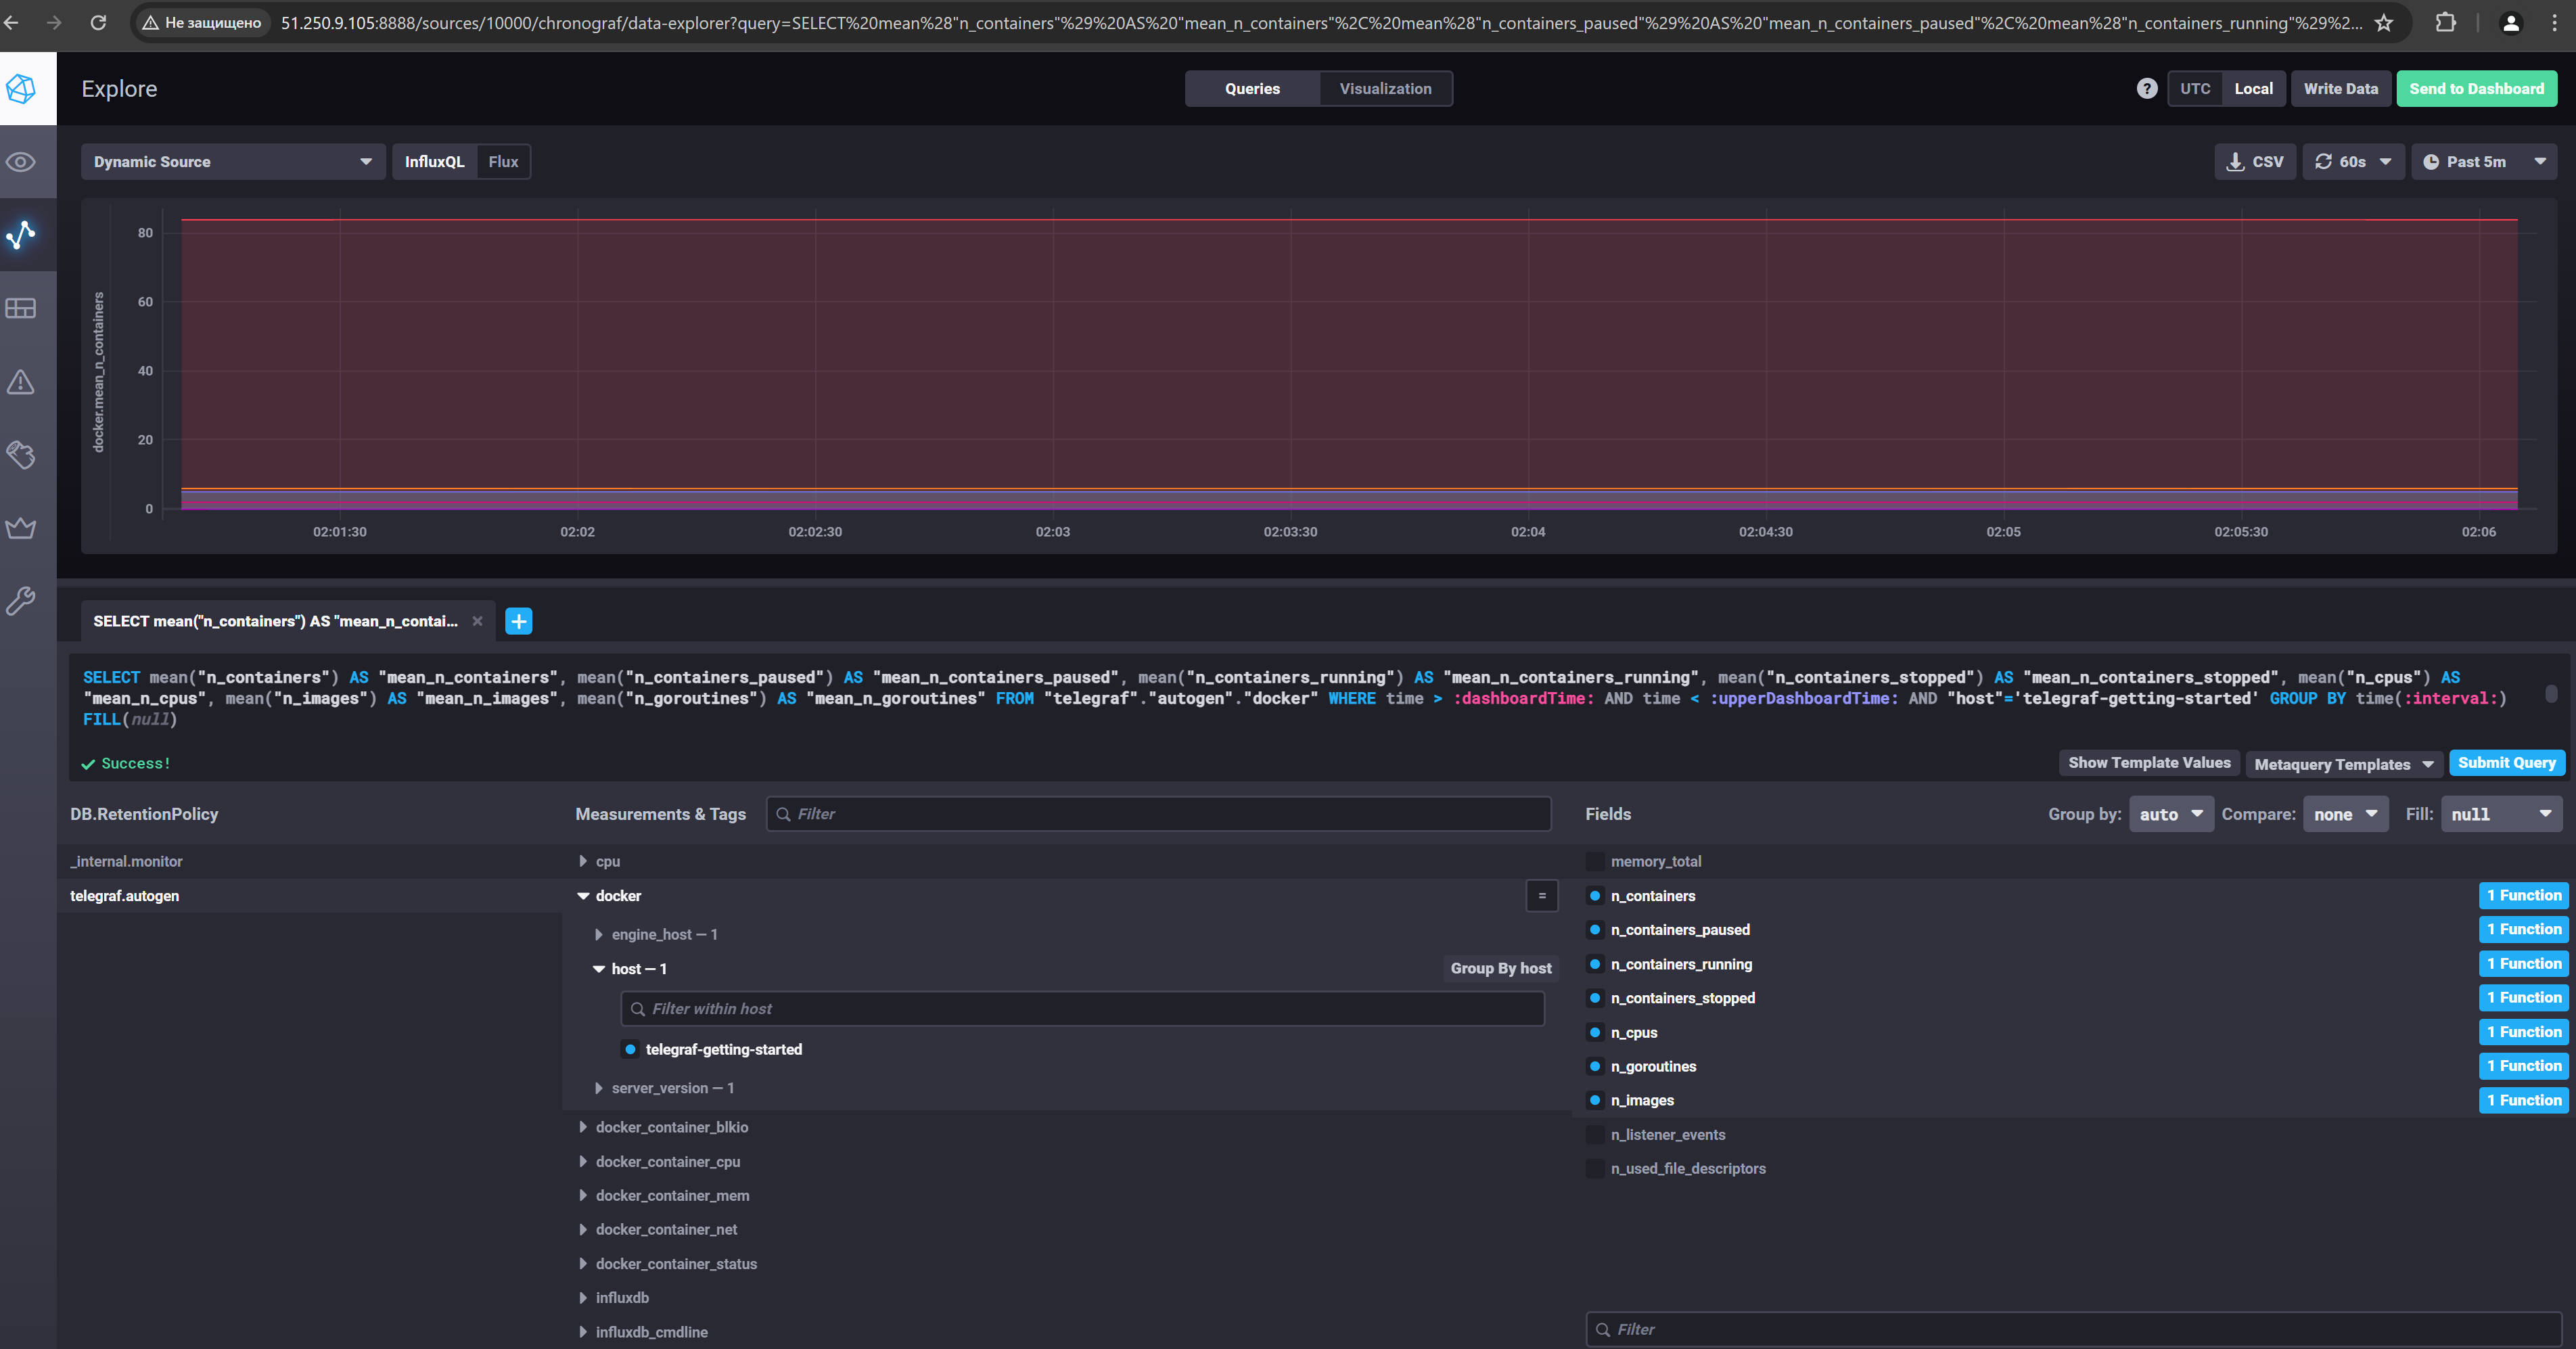 Не защищено
51.250.9.105:8888/sources/10000/chronograf/data-explorer?query=SELECT%20mean%28"n_containers"%29%20AS%20"mean_n_containers"%2C%20mean%28"n_containers_paused"%29%20AS%20"mean_n_containers_paused"%2C%20mean%28"n_containers_running"%29%2...
Explore
Queries
Visualization
?
UTC
Local
Write Data
Send to Dashboard
Dynamic Source
InfluxQL
Flux
CSV
60s
Past 5m
docker.mean_n_containers
80
60
40
20
0
02:01:30
02:02
02:02:30
02:03
02:03:30
02:04
02:04:30
02:05
02:05:30
02:06
SELECT mean("n_containers") AS "mean_n_contai...
SELECT mean("n_containers") AS "mean_n_containers", mean("n_containers_paused") AS "mean_n_containers_paused", mean("n_containers_running") AS "mean_n_containers_running", mean("n_containers_stopped") AS "mean_n_containers_stopped", mean("n_cpus") AS
"mean_n_cpus", mean("n_images") AS "mean_n_images", mean("n_goroutines") AS "mean_n_goroutines" FROM "telegraf"."autogen"."docker" WHERE time > :dashboardTime: AND time < :upperDashboardTime: AND "host"='telegraf-getting-started' GROUP BY time(:interval:)
FILL(null)
Success!
Show Template Values
Metaquery Templates
Submit Query
DB.RetentionPolicy
Measurements & Tags
Filter
Fields
Group by:
auto
Compare:
none
Fill:
null
_internal.monitor
telegraf.autogen
cpu
docker
=
engine_host — 1
host — 1
Group By host
Filter within host
telegraf-getting-started
server_version — 1
docker_container_blkio
docker_container_cpu
docker_container_mem
docker_container_net
docker_container_status
influxdb
influxdb_cmdline
memory_total
n_containers
1 Function
n_containers_paused
1 Function
n_containers_running
1 Function
n_containers_stopped
1 Function
n_cpus
1 Function
n_goroutines
1 Function
n_images
1 Function
n_listener_events
n_used_file_descriptors
Filter